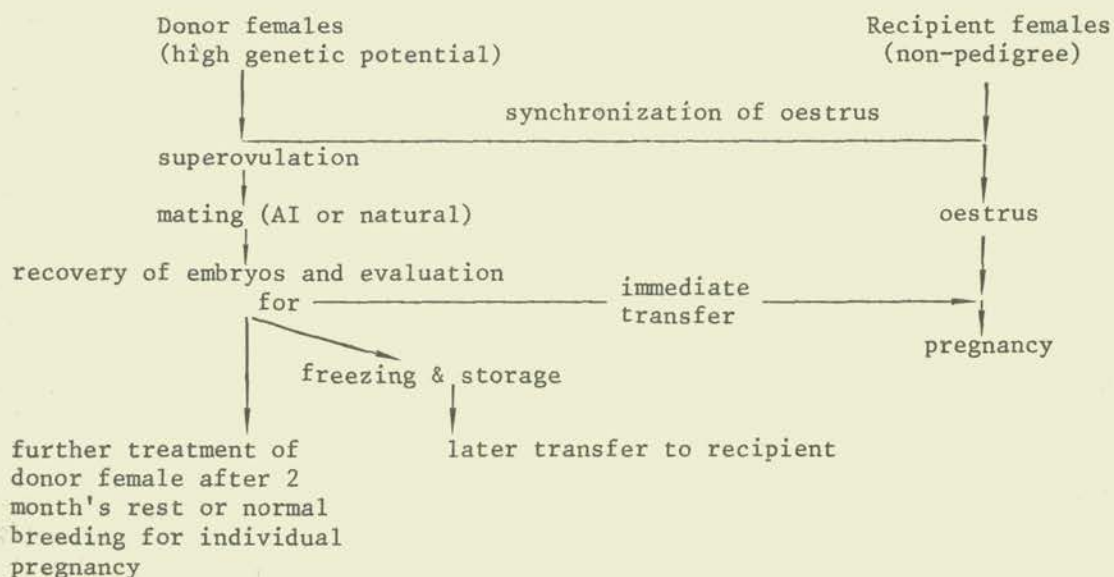 Donor females
(high genetic potential)
Recipient females
(non-pedigree)
synchronization of oestrus
superovulation
mating (AI or natural)
oestrus
recovery of embryos and evaluation
for
immediate
transfer
pregnancy
freezing & storage
further treatment of
donor female after 2
month's rest or normal
breeding for individual
pregnancy
later transfer to recipient